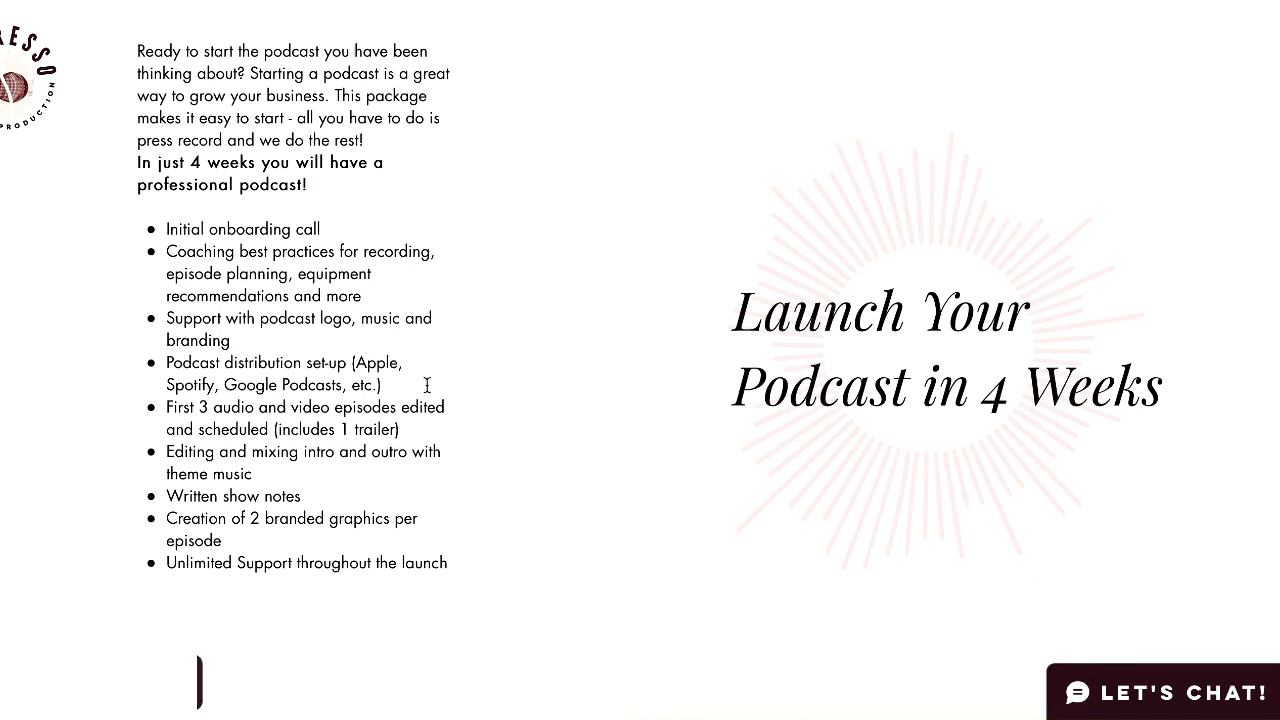 RESSO
PRODUCTION
Ready to start the podcast you have been
thinking about? Starting a podcast is a great
way to grow your business. This package
makes it easy to start - all you have to do is
press record and we do the rest!
In just 4 weeks you will have a
professional podcast!
● Initial onboarding call
● Coaching best practices for recording,
episode planning, equipment
recommendations and more
● Support with podcast logo, music and
branding
● Podcast distribution set-up (Apple,
Spotify, Google Podcasts, etc.)
● First 3 audio and video episodes edited
and scheduled (includes 1 trailer)
● Editing and mixing intro and outro with
theme music
● Written show notes
● Creation of 2 branded graphics per
episode
● Unlimited Support throughout the launch
Launch Your
Podcast in 4 Weeks
LET'S CHAT!